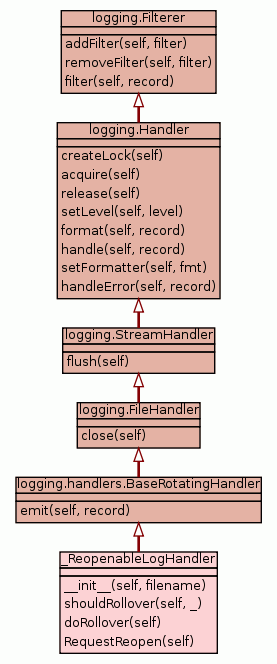 logging.Filterer
addFilter(self, filter)
removeFilter(self, filter)
filter(self, record)
logging.Handler
createLock(self)
acquire(self)
release(self)
setLevel(self, level)
format(self, record)
handle(self, record)
setFormatter(self, fmt)
handleError(self, record)
logging.StreamHandler
flush(self)
logging.FileHandler
close(self)
logging.handlers.BaseRotatingHandler
emit(self, record)
_ReopenableLogHandler
__init__(self, filename)
shouldRollover(self, _)
doRollover(self)
RequestReopen(self)